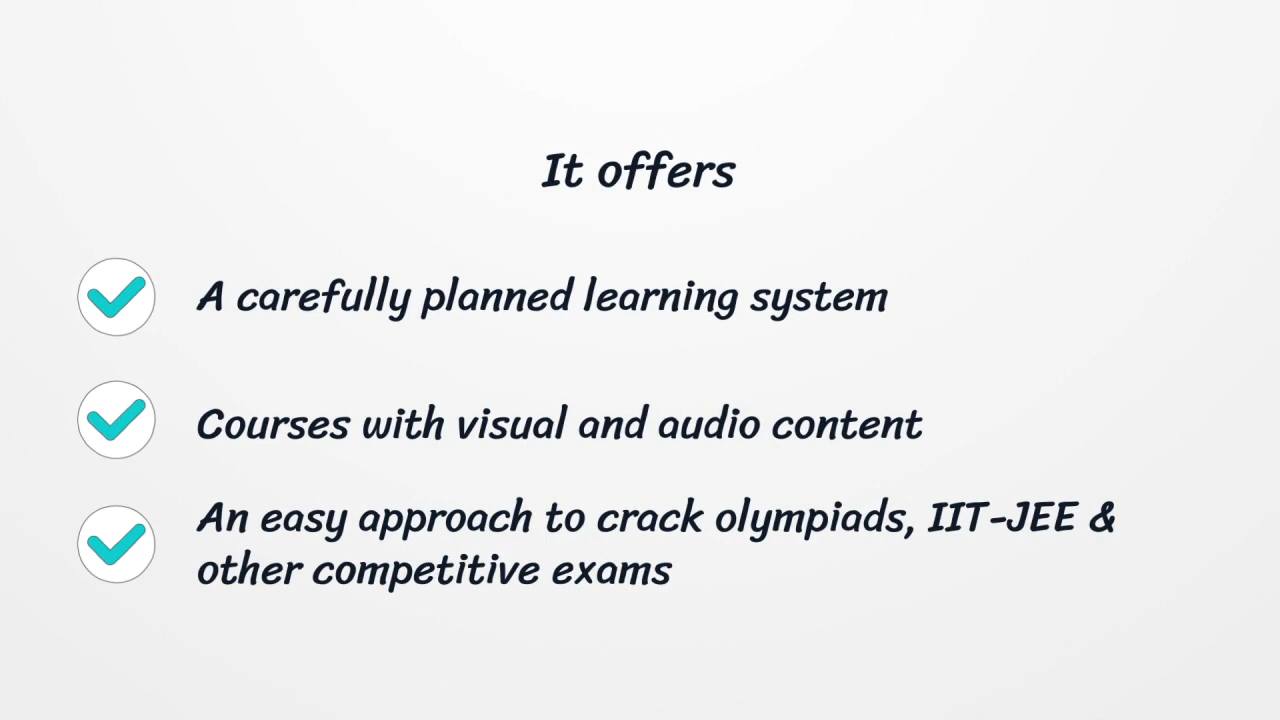 It offers
A carefully planned learning system
Courses with visual and audio content
An easy approach to crack olympiads, IIT-JEE &
other competitive exams